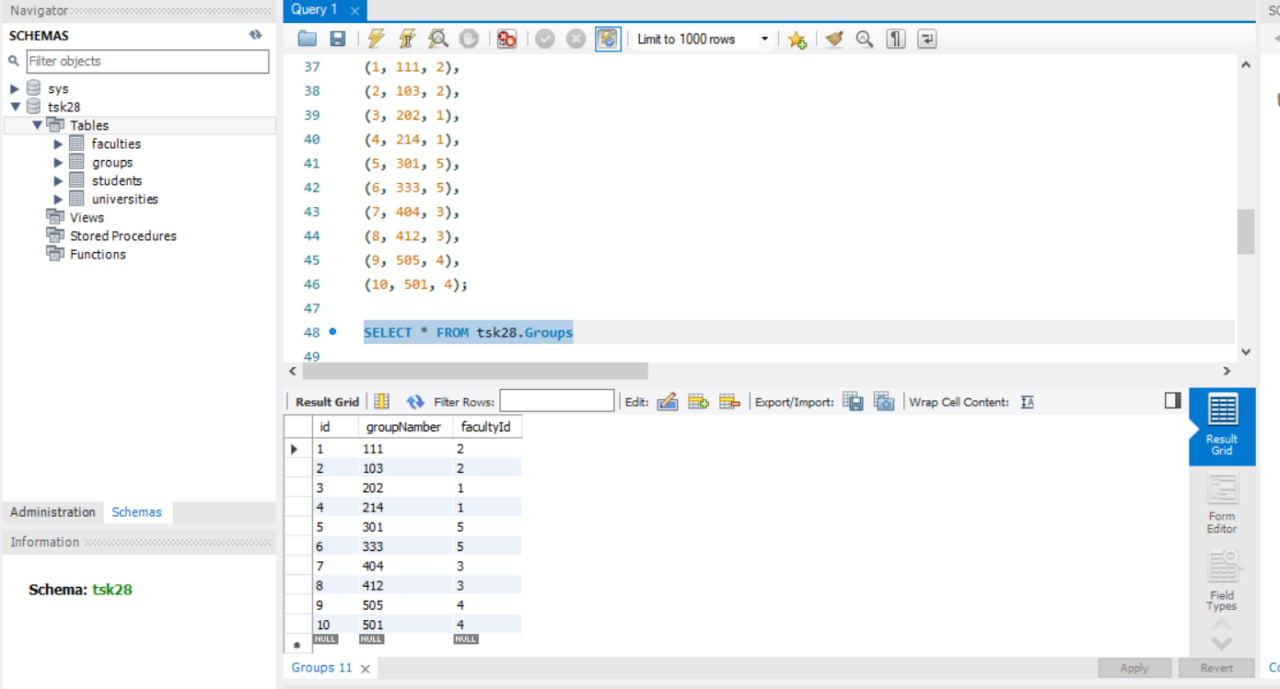 Navigator
SCHEMAS
Filter objects
sys
tsk28
Tables
faculties
groups
students
universities
Views
Stored Procedures
Functions
Administration Schemas
Information
Schema: tsk28
Query 1
Limit to 1000 rows
37 (1, 111, 2),
38 (2, 103, 2),
39 (3, 202, 1),
40 (4, 214, 1),
41 (5, 301, 5),
42 (6, 333, 5),
43 (7, 404, 3),
44 (8, 412, 3),
45 (9, 505, 4),
46 (10, 501, 4);
47
48 SELECT * FROM tsk28.Groups
49
Result Grid Filter Rows: Edit: Export/Import: Wrap Cell Content: IA
id groupNamber facultyId
1 111 2
2 103 2
3 202 1
4 214 1
5 301 5
6 333 5
7 404 3
8 412 3
9 505 4
10 501 4
NULL NULL NULL
Groups 11
Result
Grid
Form
Editor
Field
Types
Apply Revert